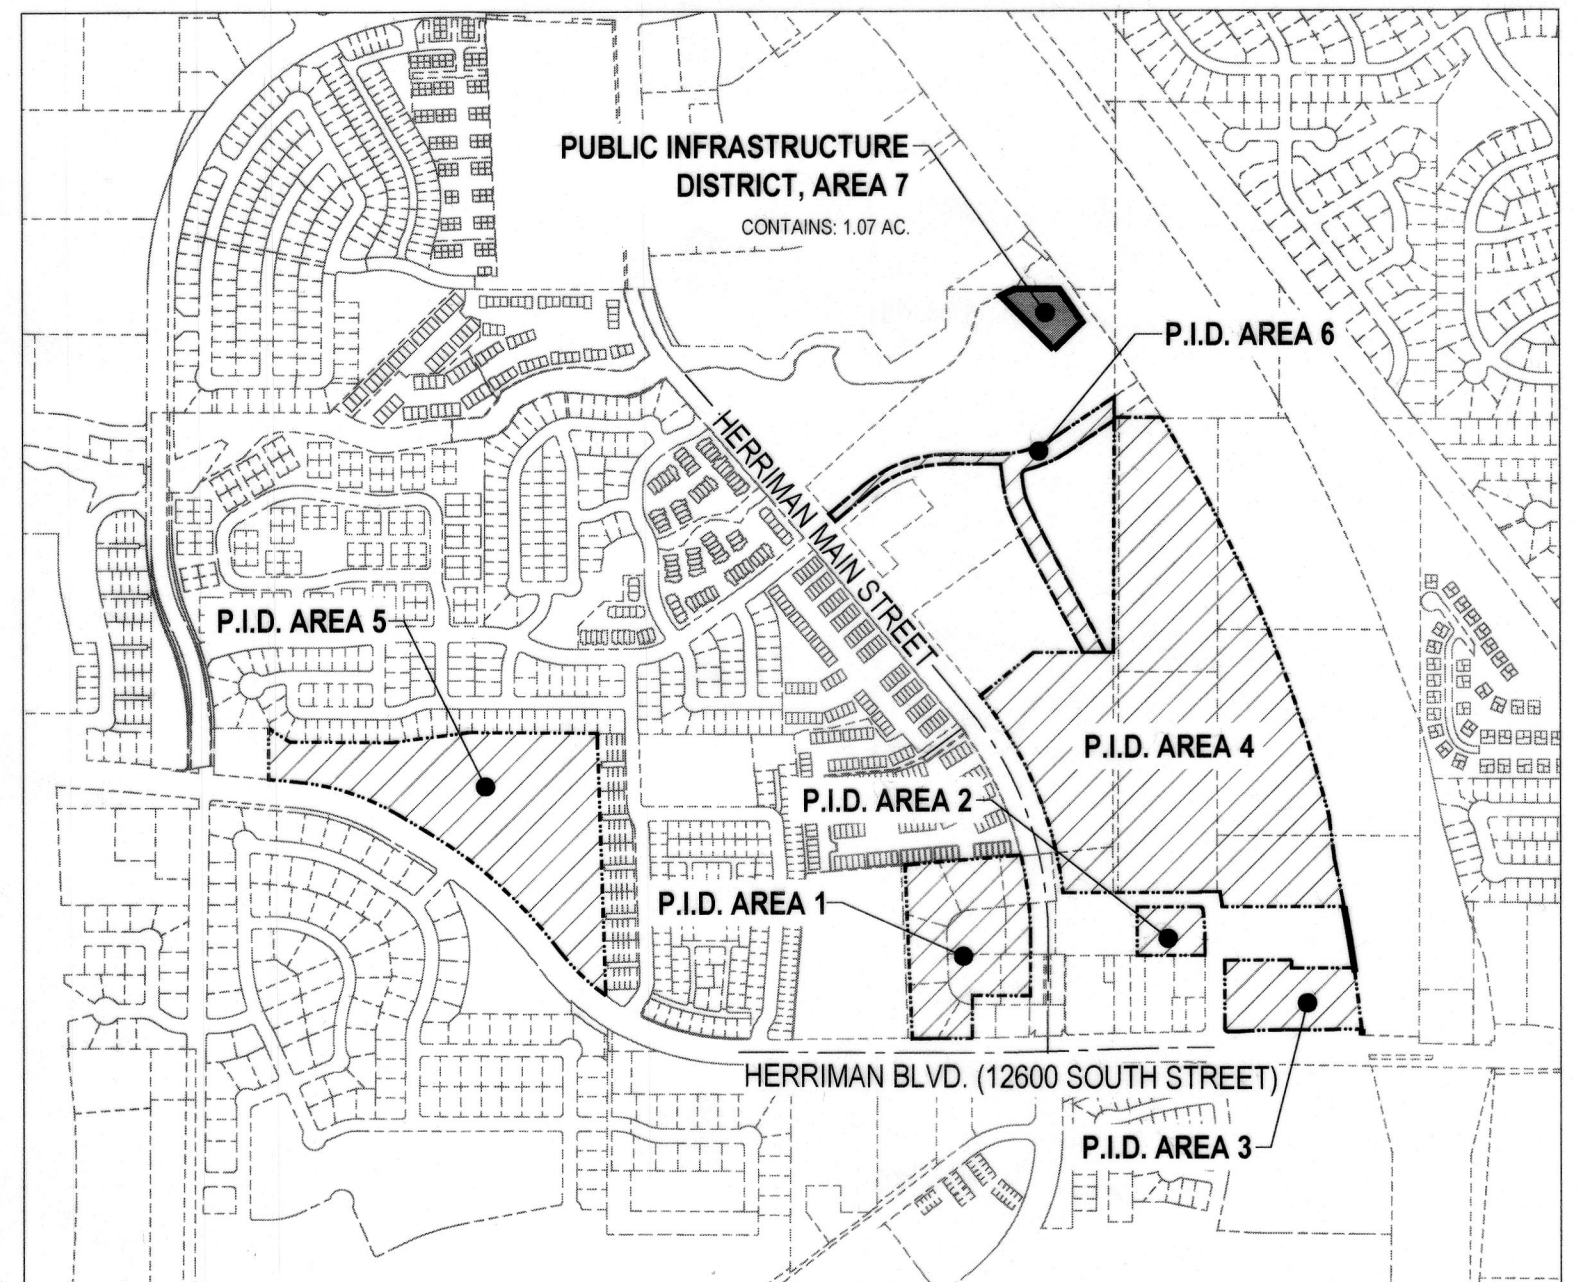 PUBLIC INFRASTRUCTURE
DISTRICT, AREA 7
CONTAINS: 1.07 AC.
P.I.D. AREA 6
HERRIMAN MAIN STREET
P.I.D. AREA 5
P.I.D. AREA 4
P.I.D. AREA 2
P.I.D. AREA 1
HERRIMAN BLVD. (12600 SOUTH STREET)
P.I.D. AREA 3